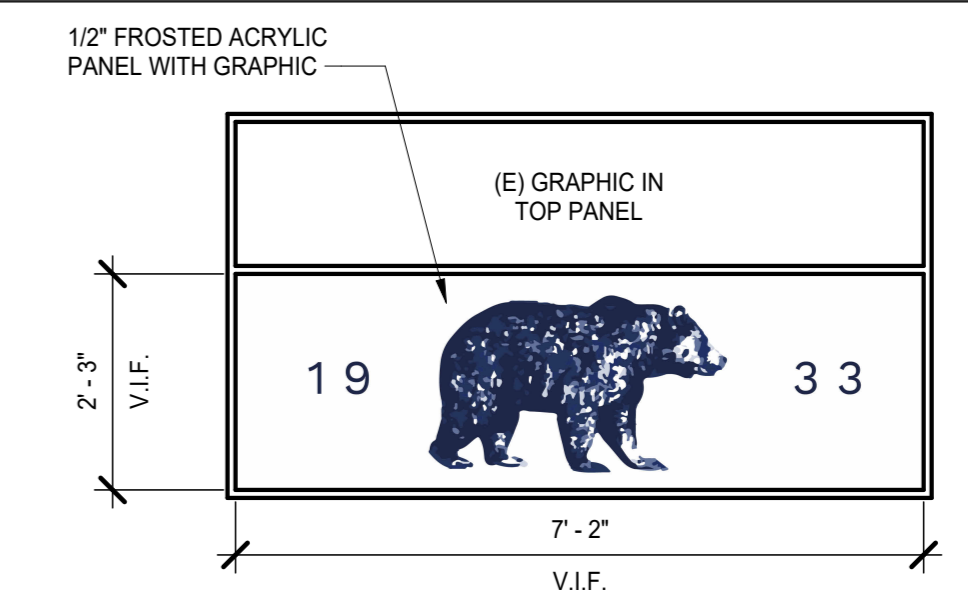 1/2" FROSTED ACRYLIC
PANEL WITH GRAPHIC
(E) GRAPHIC IN
TOP PANEL
2' - 3"
V.I.F.
19
33
7' - 2"
V.I.F.